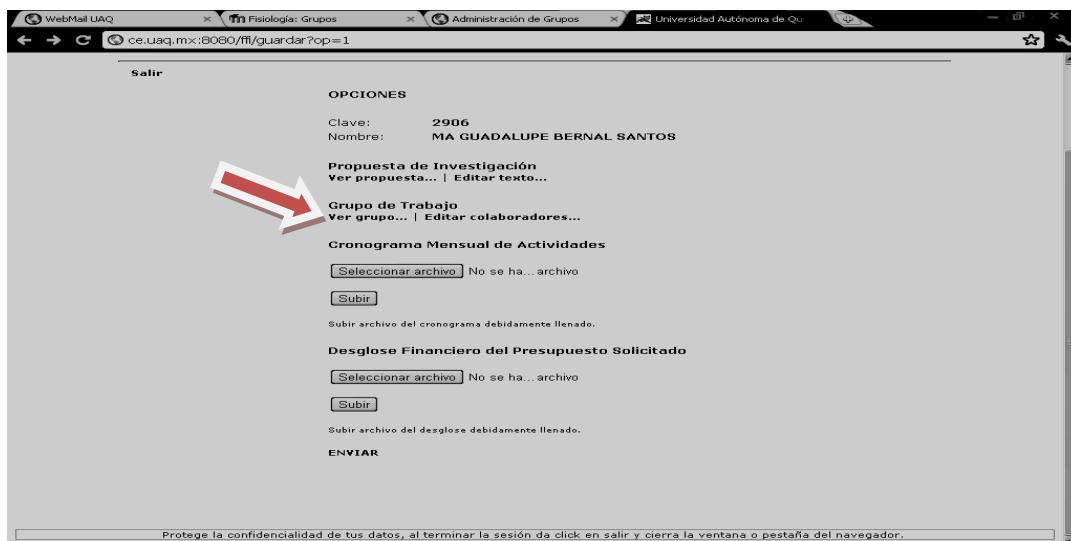 WebMail UAQ
Fisiología: Grupos
Administración de Grupos
Universidad Autónoma de Qu
ce.uaq.mx:8080/ffi/guardar?op=1
Salir
OPCIONES
Clave: 2906
Nombre: MA GUADALUPE BERNAL SANTOS
Propuesta de Investigación
Ver propuesta... | Editar texto...
Grupo de Trabajo
Ver grupo... | Editar colaboradores...
Cronograma Mensual de Actividades
Seleccionar archivo No se ha... archivo
Subir
Subir archivo del cronograma debidamente llenado.
Desglose Financiero del Presupuesto Solicitado
Seleccionar archivo No se ha... archivo
Subir
Subir archivo del desglose debidamente llenado.
ENVIAR
Protege la confidencialidad de tus datos, al terminar la sesión da click en salir y cierra la ventana o pestaña del navegador.